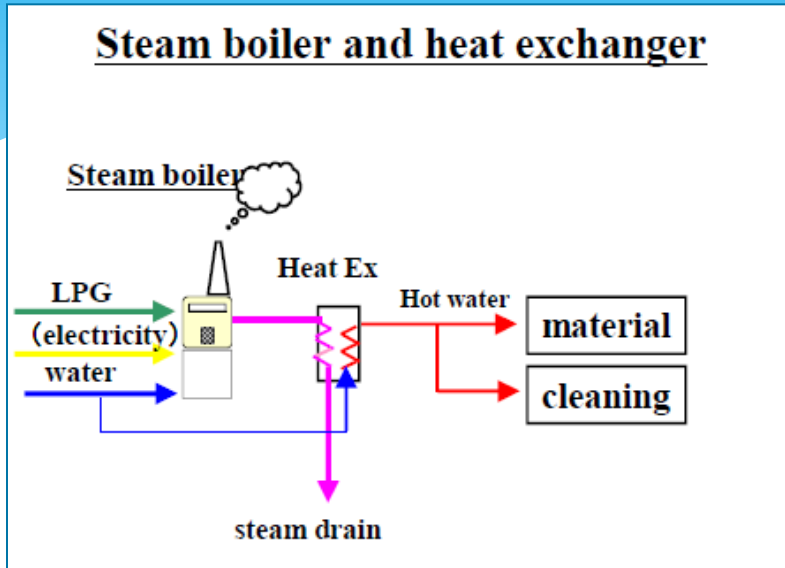 Steam boiler and heat exchanger
Steam boiler
Heat Ex
LPG
(electricity)
water
Hot water
material
cleaning
steam drain